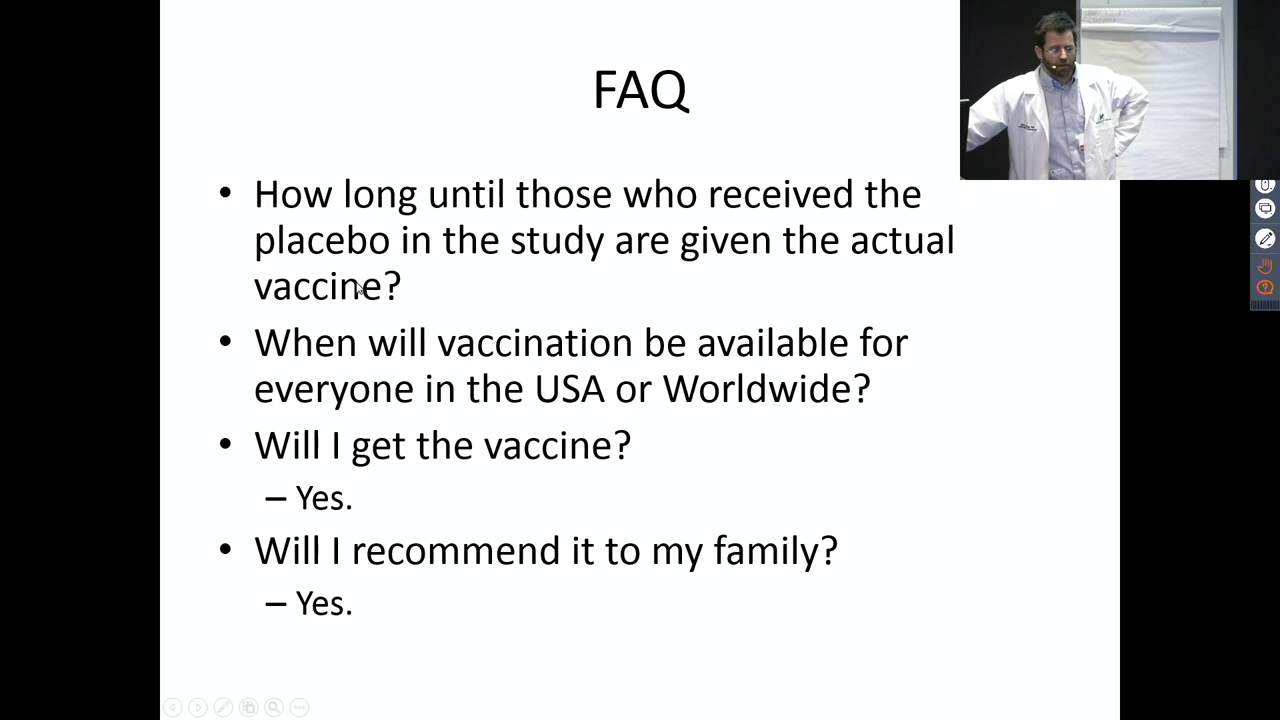 FAQ
• How long until those who received the
placebo in the study are given the actual
vaccine?
• When will vaccination be available for
everyone in the USA or Worldwide?
• Will I get the vaccine?
– Yes.
• Will I recommend it to my family?
– Yes.